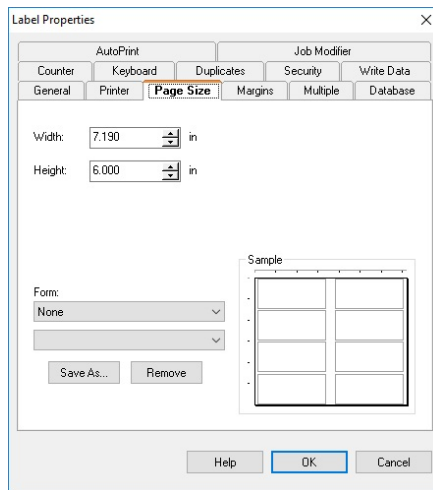 Label Properties
AutoPrint Job Modifier
Counter Keyboard Duplicates Security Write Data
General Printer Page Size Margins Multiple Database
Width: 7.190 in
Height: 6.000 in
Sample
Form:
None
Save As... Remove
Help OK Cancel